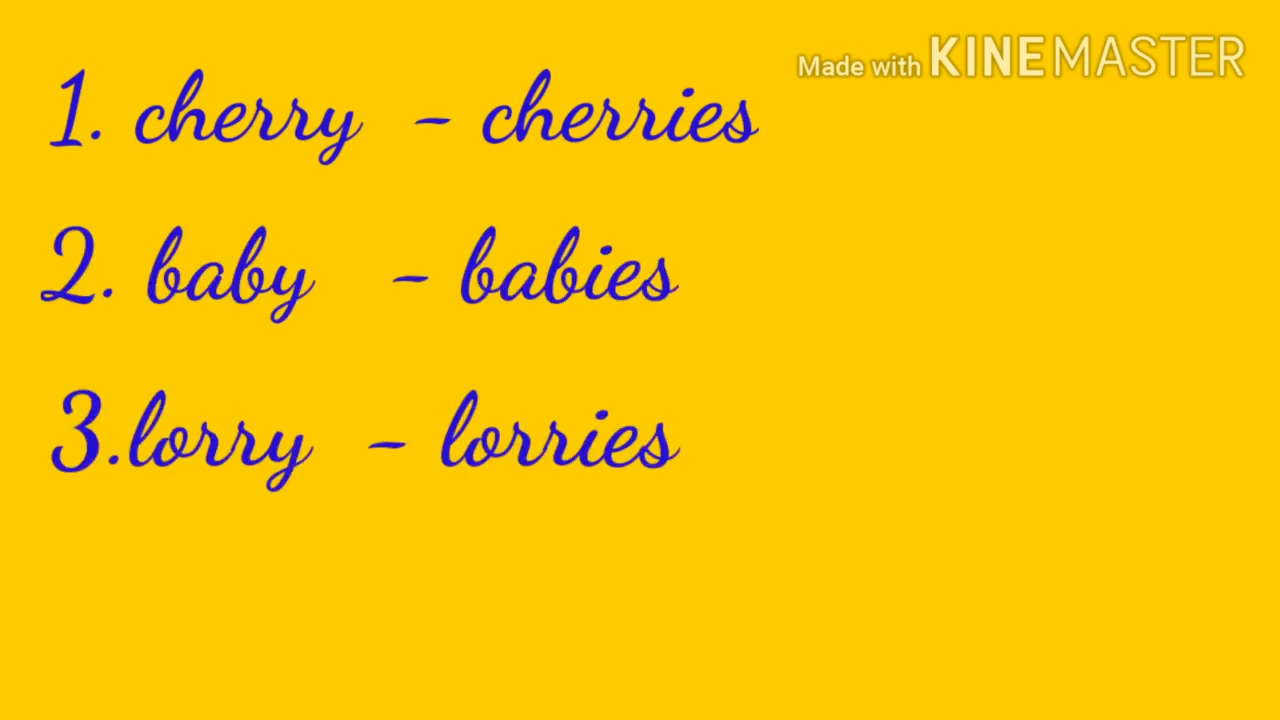 Made with KINEMASTER
1. cherry - cherries
2. baby - babies
3.lorry - lorries